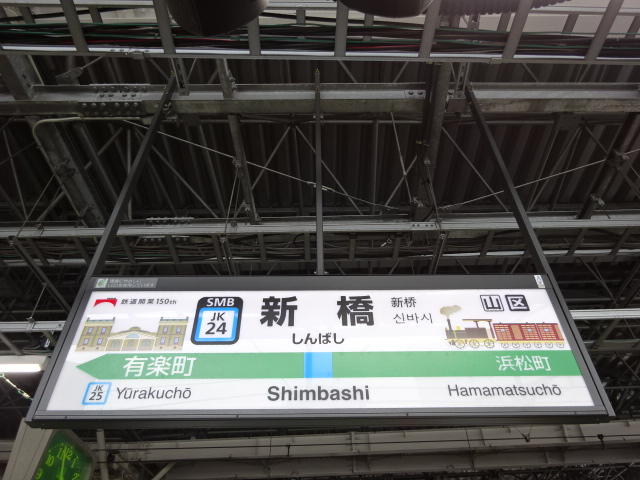 鉄道開業150th
SMB
JK
24
新橋
しんばし
新桥
신바시
山区
有楽町
浜松町
JK
25
Yūrakuchō
Shimbashi
Hamamatsuchō